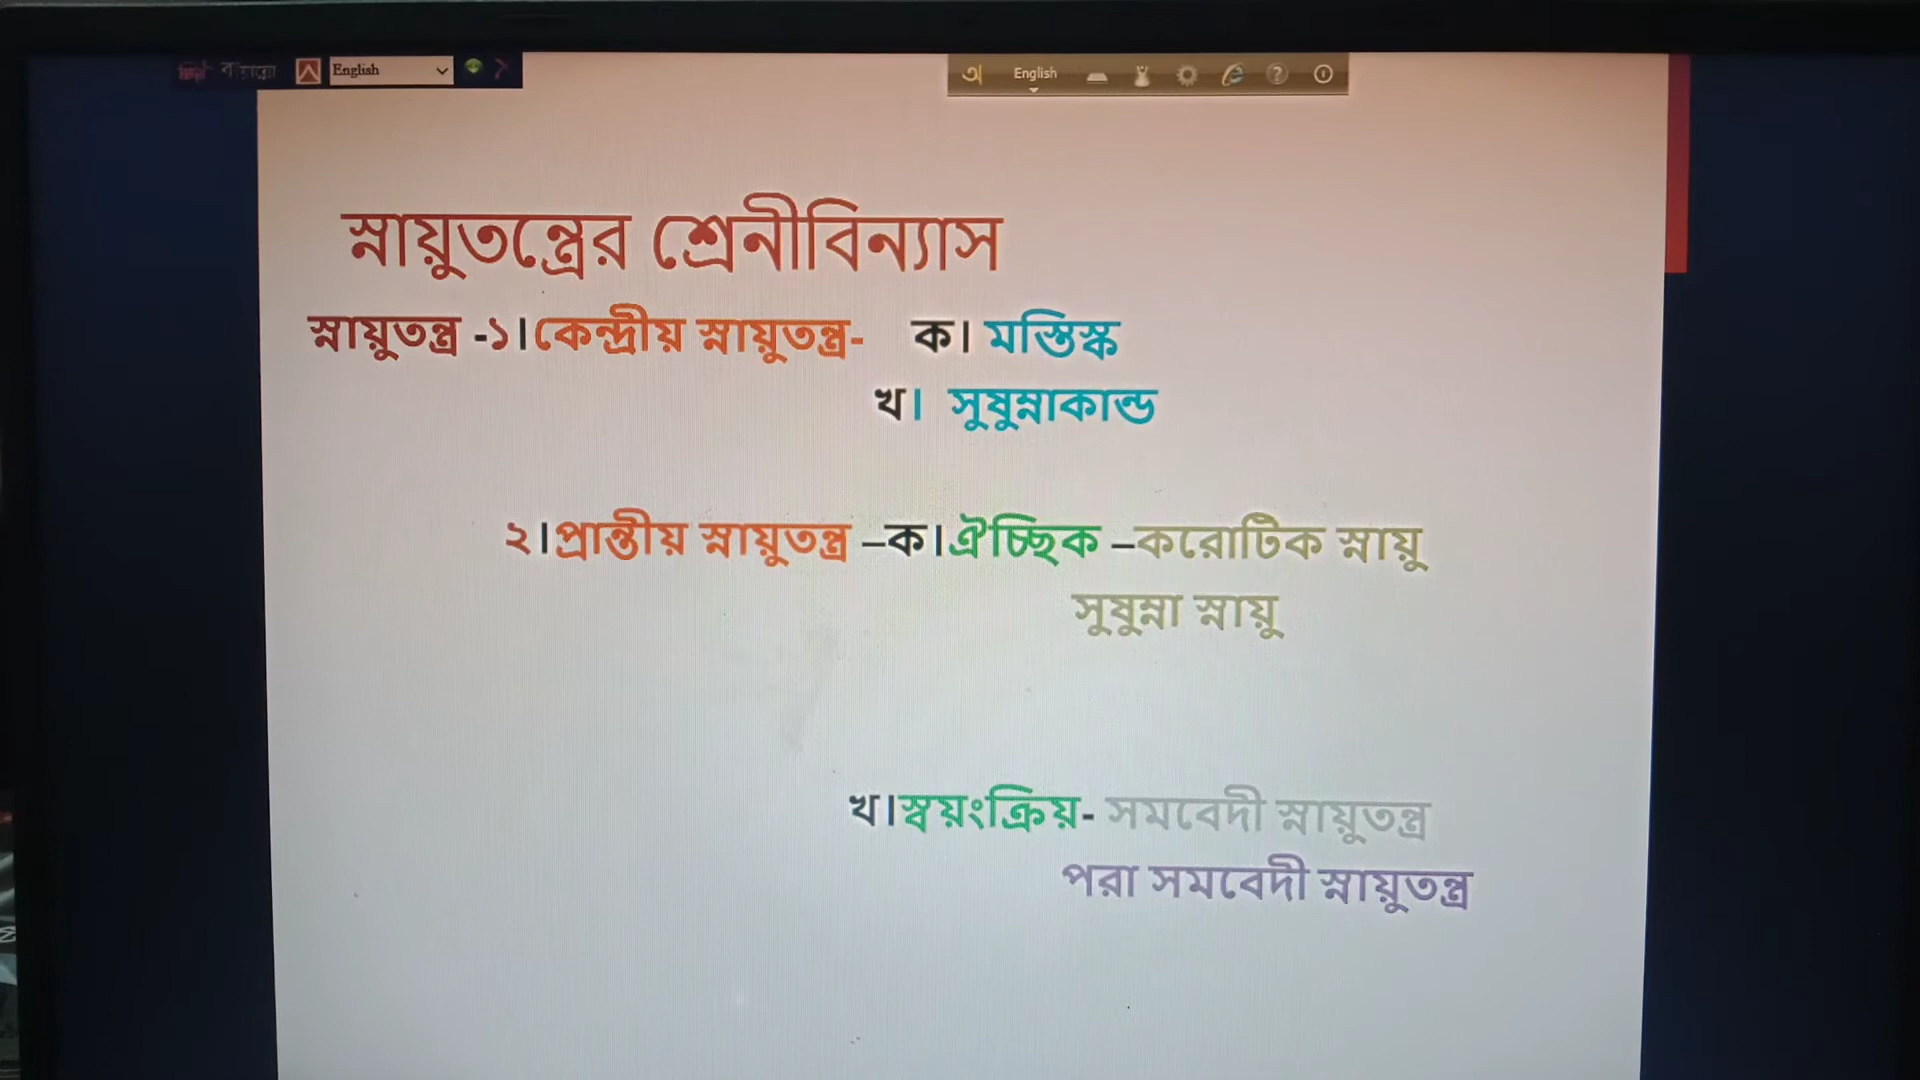 English
অ English
স্নায়ুতন্ত্রের শ্রেনীবিন্যাস
স্নায়ুতন্ত্র -১।কেন্দ্রীয় স্নায়ুতন্ত্র- ক। মস্তিস্ক
খ। সুষুম্নাকান্ড
২।প্রান্তীয় স্নায়ুতন্ত্র –ক।ঐচ্ছিক –করোটিক স্নায়ু
সুষুম্না স্নায়ু
খ।স্বয়ংক্রিয়- সমবেদী স্নায়ুতন্ত্র
পরা সমবেদী স্নায়ুতন্ত্র